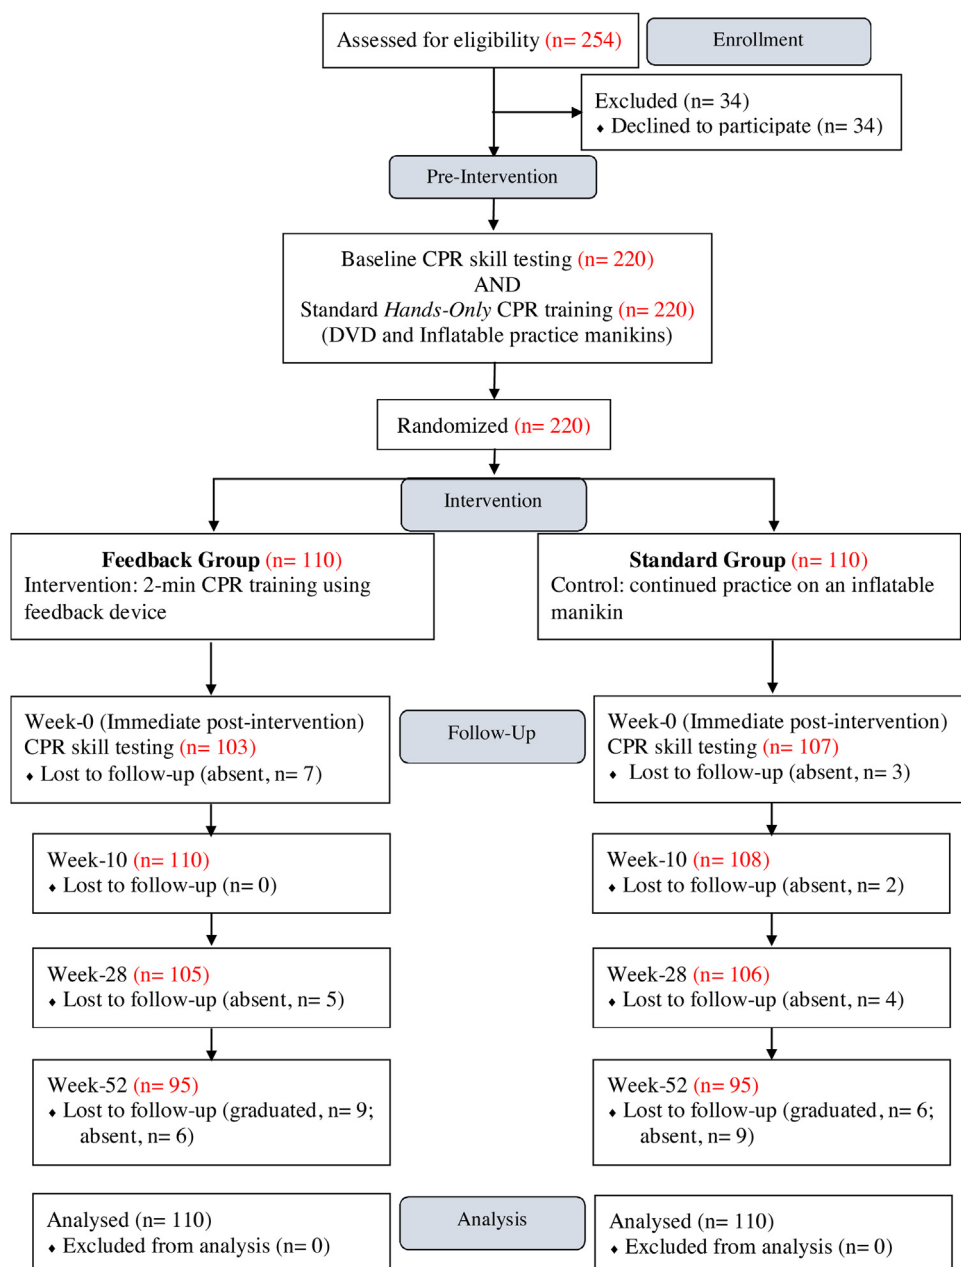 Assessed for eligibility (n= 254)
Enrollment
Excluded (n= 34)
♦ Declined to participate (n= 34)
Pre-Intervention
Baseline CPR skill testing (n= 220)
AND
Standard Hands-Only CPR training (n= 220)
(DVD and Inflatable practice manikins)
Randomized (n= 220)
Intervention
Feedback Group (n= 110)
Intervention: 2-min CPR training using
feedback device
Standard Group (n= 110)
Control: continued practice on an inflatable
manikin
Week-0 (Immediate post-intervention)
CPR skill testing (n= 103)
♦ Lost to follow-up (absent, n= 7)
Follow-Up
Week-0 (Immediate post-intervention)
CPR skill testing (n= 107)
♦ Lost to follow-up (absent, n= 3)
Week-10 (n= 110)
♦ Lost to follow-up (n= 0)
Week-10 (n= 108)
♦ Lost to follow-up (absent, n= 2)
Week-28 (n= 105)
♦ Lost to follow-up (absent, n= 5)
Week-28 (n= 106)
♦ Lost to follow-up (absent, n= 4)
Week-52 (n= 95)
♦ Lost to follow-up (graduated, n= 9;
absent, n= 6)
Week-52 (n= 95)
♦ Lost to follow-up (graduated, n= 6;
absent, n= 9)
Analysed (n= 110)
♦ Excluded from analysis (n= 0)
Analysis
Analysed (n= 110)
♦ Excluded from analysis (n= 0)